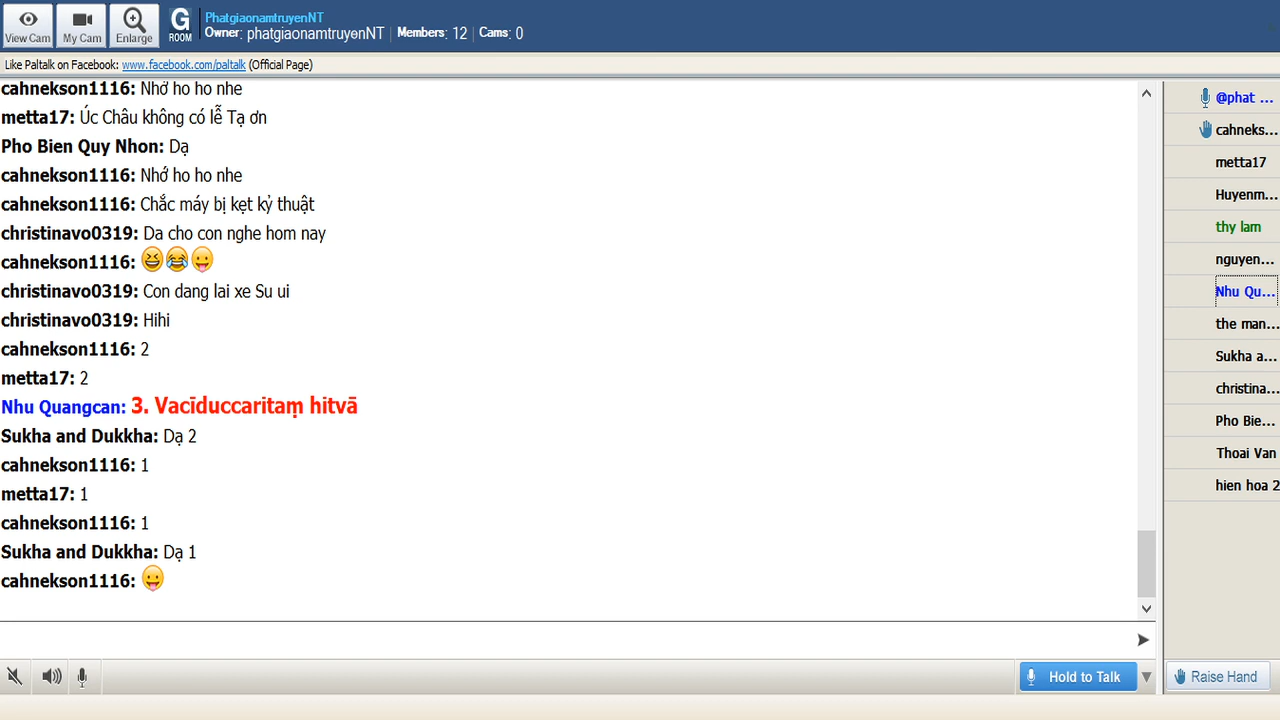 View Cam
My Cam
Enlarge
G
ROOM
PhatgiaonamtruyenNT
Owner: phatgiaonamtruyenNT | Members: 12 | Cams: 0
Like Paltalk on Facebook: www.facebook.com/paltalk (Official Page)
cahnekson1116: Nhớ ho ho nhe
metta17: Úc Châu không có lễ Tạ ơn
Pho Bien Quy Nhon: Dạ
cahnekson1116: Nhớ ho ho nhe
cahnekson1116: Chắc máy bị kẹt kỷ thuật
christinavo0319: Da cho con nghe hom nay
cahnekson1116:
christinavo0319: Con dang lai xe Su ui
christinavo0319: Hihi
cahnekson1116: 2
metta17: 2
Nhu Quangcan: 3. Vacīduccaritaṃ hitvā
Sukha and Dukkha: Dạ 2
cahnekson1116: 1
metta17: 1
cahnekson1116: 1
Sukha and Dukkha: Dạ 1
cahnekson1116:
@phat ...
cahneks...
metta17
Huyenm...
thy lam
nguyen...
Nhu Qu...
the man...
Sukha a...
christina...
Pho Bie...
Thoai Van
hien hoa 2
Hold to Talk
Raise Hand